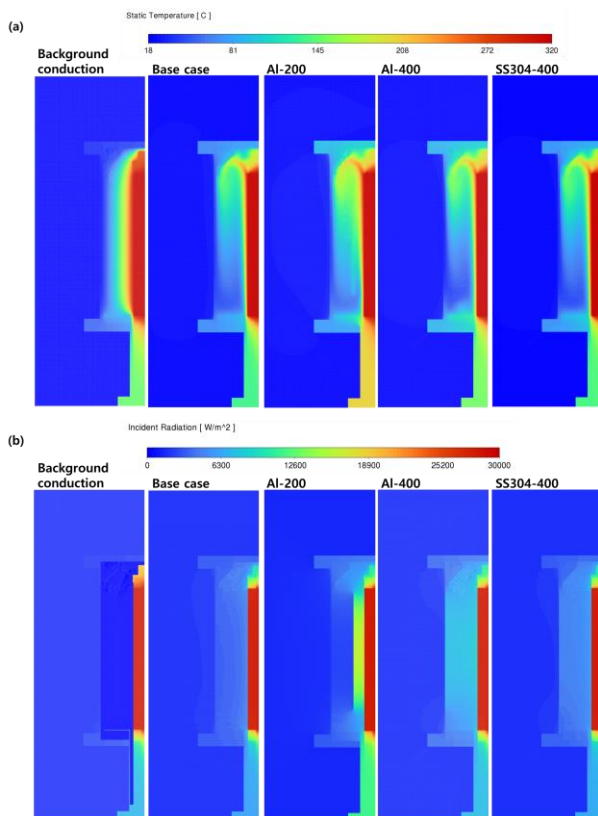 Static Temperature [ C ]
(a)
18 81 145 208 272 320
Background
conduction
Base case
Al-200
Al-400
SS304-400
Incident Radiation [ W/m^2 ]
(b)
0 6300 12600 18900 25200 30000
Background
conduction
Base case
Al-200
Al-400
SS304-400